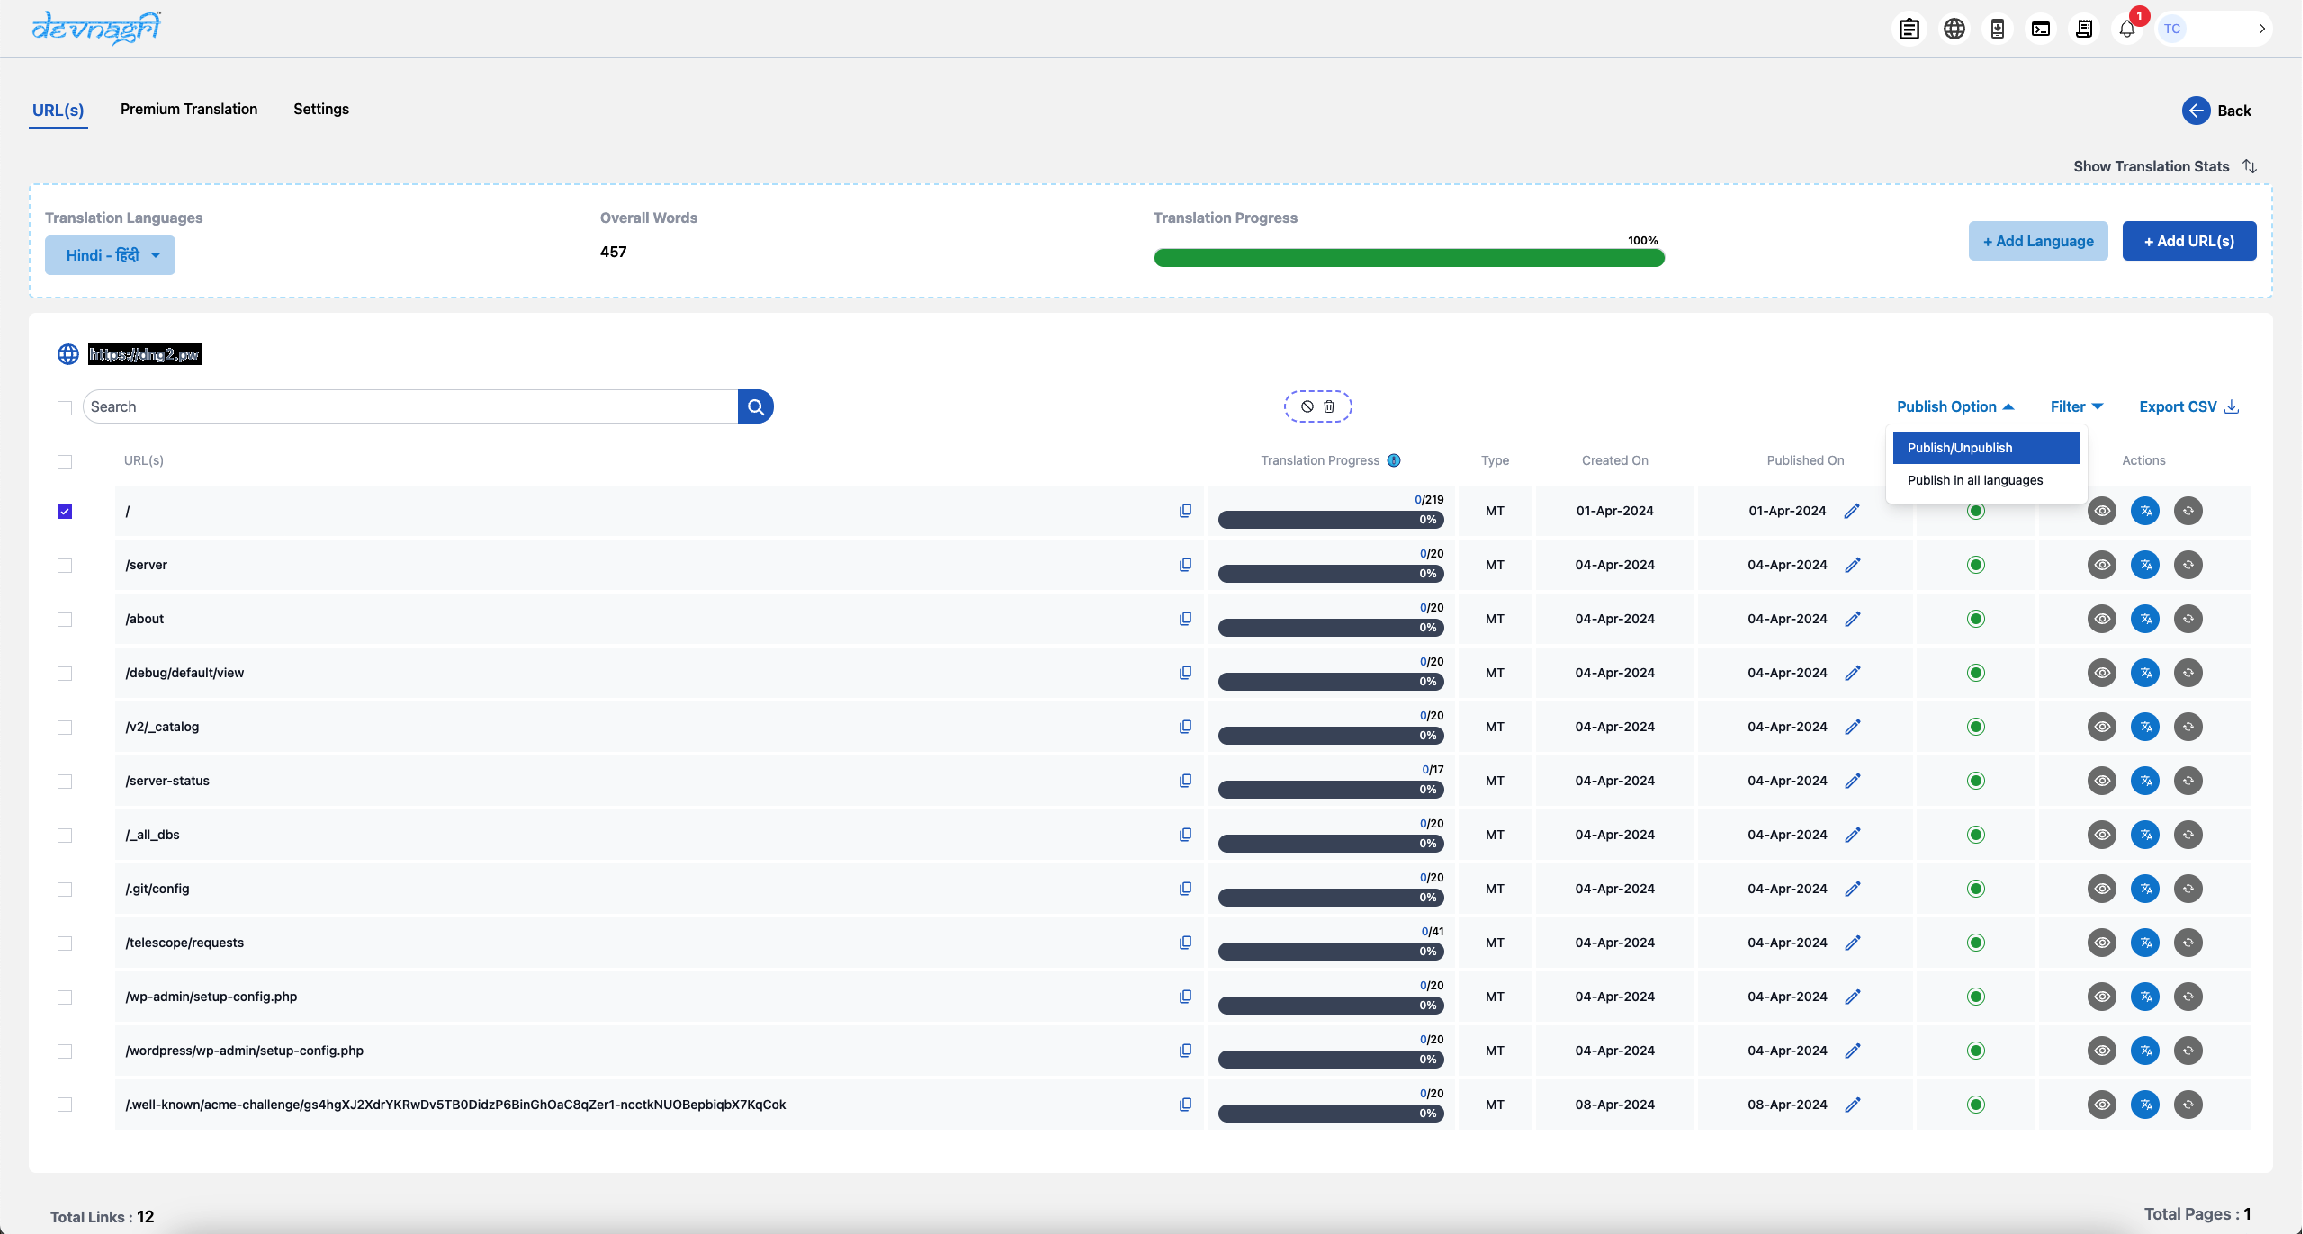 devnagri
1
TC
URL(s) Premium Translation Settings Back
Show Translation Stats
Translation Languages Overall Words Translation Progress
Hindi - हिंदी 457 100% + Add Language + Add URL(s)
https://dng2.pw
Search Publish Option Filter Export CSV
Publish/Unpublish
Publish in all languages
URL(s) Translation Progress Type Created On Published On Actions
/ 0/219 0% MT 01-Apr-2024 01-Apr-2024
/server 0/20 0% MT 04-Apr-2024 04-Apr-2024
/about 0/20 0% MT 04-Apr-2024 04-Apr-2024
/debug/default/view 0/20 0% MT 04-Apr-2024 04-Apr-2024
/v2/_catalog 0/20 0% MT 04-Apr-2024 04-Apr-2024
/server-status 0/17 0% MT 04-Apr-2024 04-Apr-2024
/_all_dbs 0/20 0% MT 04-Apr-2024 04-Apr-2024
/.git/config 0/20 0% MT 04-Apr-2024 04-Apr-2024
/telescope/requests 0/41 0% MT 04-Apr-2024 04-Apr-2024
/wp-admin/setup-config.php 0/20 0% MT 04-Apr-2024 04-Apr-2024
/wordpress/wp-admin/setup-config.php 0/20 0% MT 04-Apr-2024 04-Apr-2024
/.well-known/acme-challenge/gs4hgXJ2XdrYKRwDv5TB0DidzP6BinGhOaC8qZer1-noctkNUOBepbiqbX7KqCok 0/20 0% MT 08-Apr-2024 08-Apr-2024
Total Links : 12 Total Pages : 1